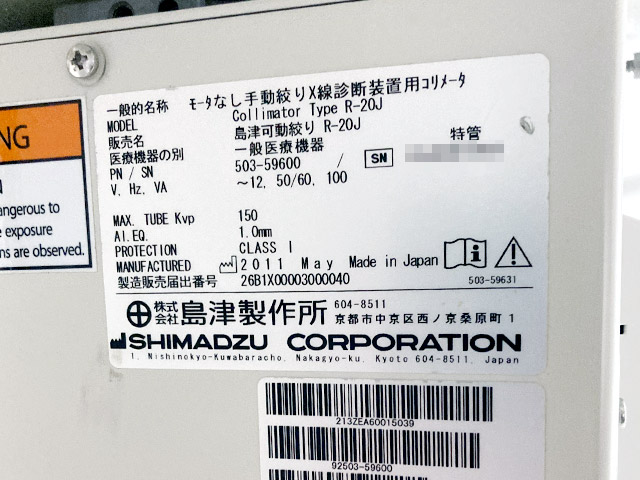 一般的名称 モータなし手動絞りX線診断装置用コリメータ
MODEL Collimator Type R-20J
販売名 島津可動絞り R-20J
医療機器の別 一般医療機器 特管
PN / SN 503-59600 / SN
V, Hz, VA ～12, 50/60, 100
MAX. TUBE Kvp 150
Al.EQ. 1.0mm
PROTECTION CLASS I
MANUFACTURED 2011 May Made in Japan
製造販売届出番号 26B1X00003000040
503-59631
株式会社 島津製作所 604-8511
京都市中京区西ノ京桑原町1
SHIMADZU CORPORATION
1, Nishinokyo-Kuwabaracho, Nakagyo-ku, Kyoto 604-8511, Japan
NG
N
angerous to
e exposure
ns are observed.
213ZEA60015039
92503-59600